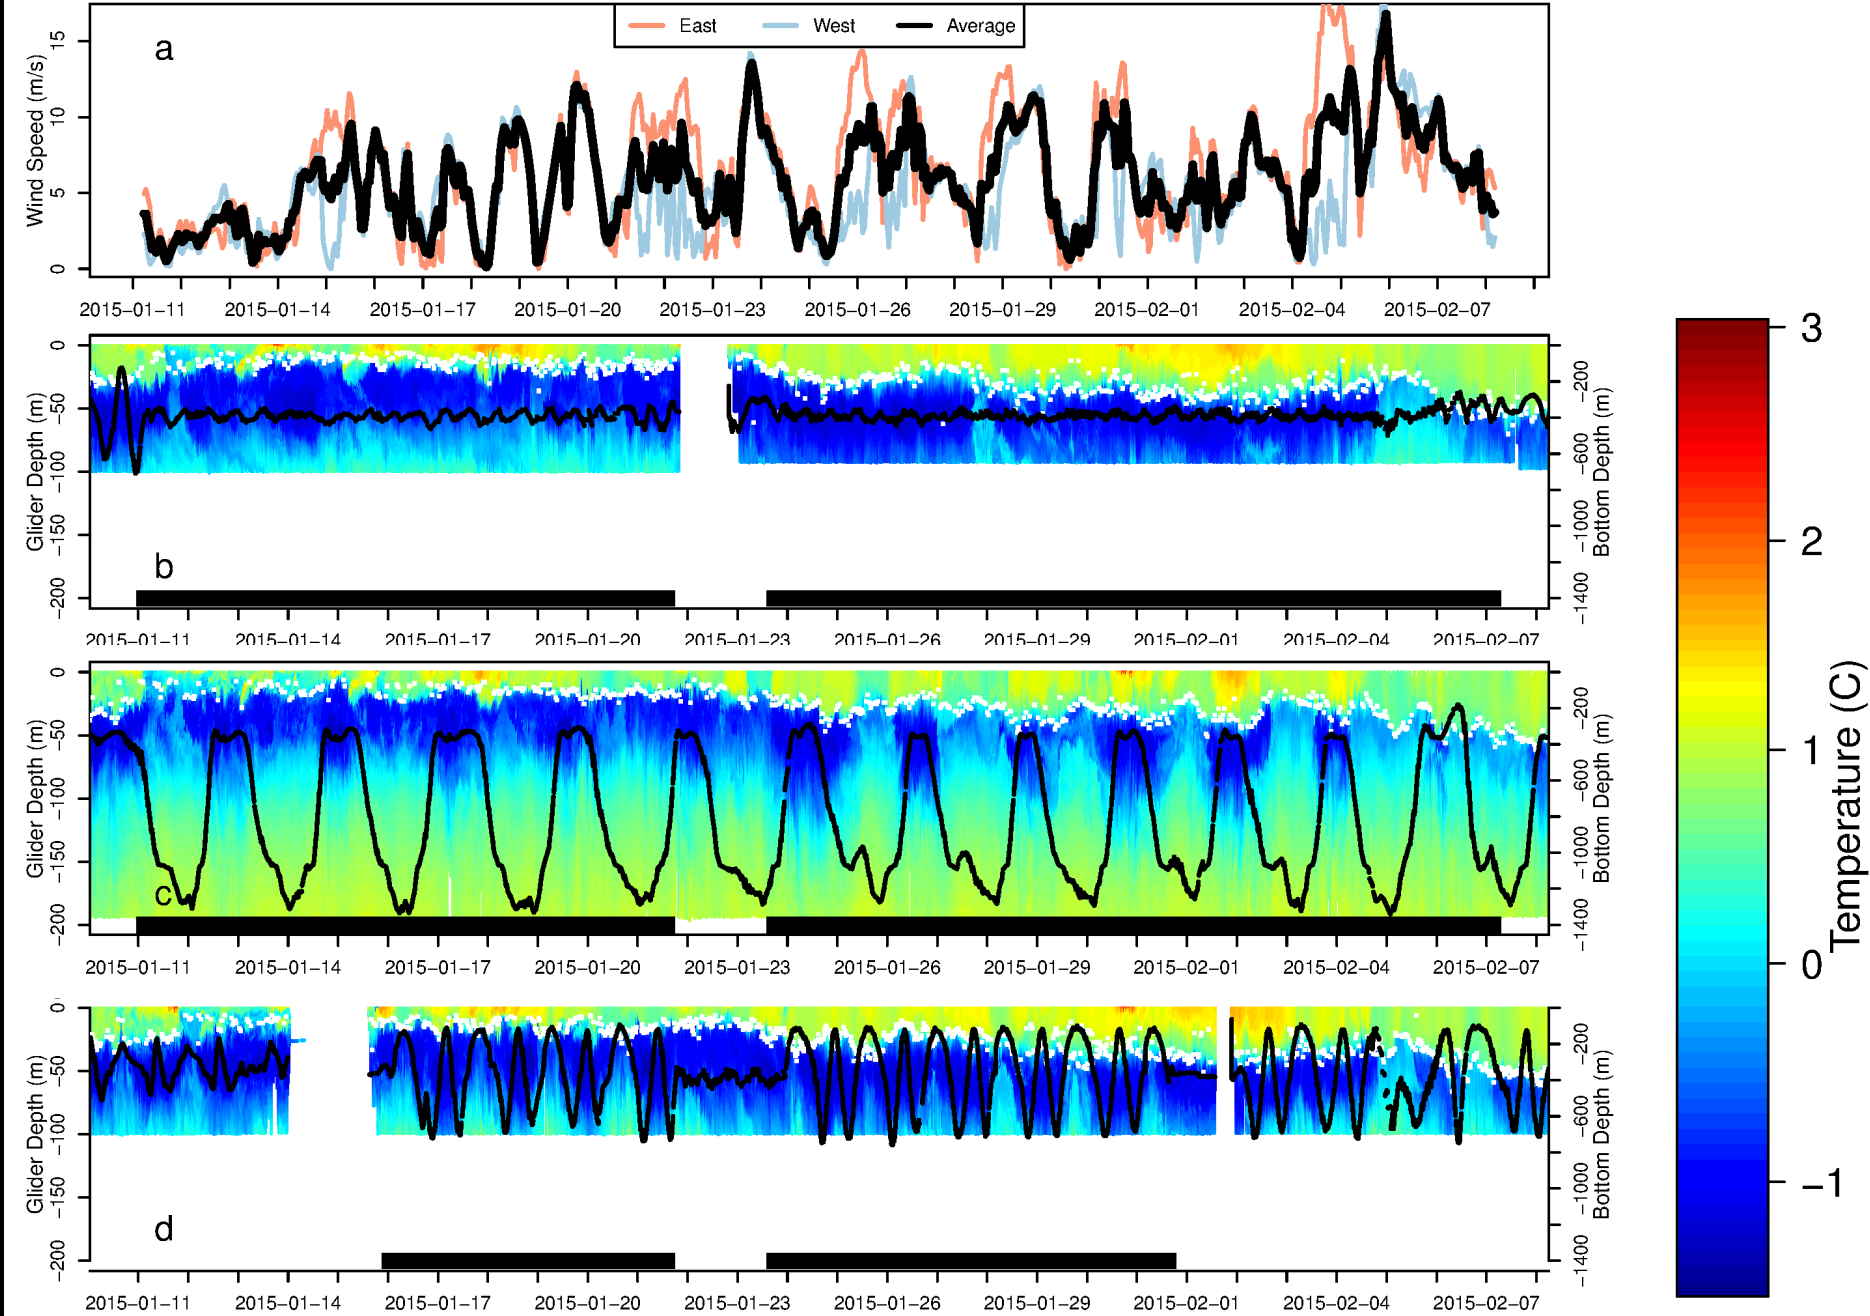 East West Average
a
Wind Speed (m/s)
0 5 10 15
2015-01-11 2015-01-14 2015-01-17 2015-01-20 2015-01-23 2015-01-26 2015-01-29 2015-02-01 2015-02-04 2015-02-07
b
Glider Depth (m)
0 -50 -100 -150 -200
Bottom Depth (m)
-200 -600 -1000 -1400
2015-01-11 2015-01-14 2015-01-17 2015-01-20 2015-01-23 2015-01-26 2015-01-29 2015-02-01 2015-02-04 2015-02-07
c
Glider Depth (m)
0 -50 -100 -150 -200
Bottom Depth (m)
-200 -600 -1000 -1400
2015-01-11 2015-01-14 2015-01-17 2015-01-20 2015-01-23 2015-01-26 2015-01-29 2015-02-01 2015-02-04 2015-02-07
d
Glider Depth (m)
0 -50 -100 -150 -200
Bottom Depth (m)
-200 -600 -1000 -1400
2015-01-11 2015-01-14 2015-01-17 2015-01-20 2015-01-23 2015-01-26 2015-01-29 2015-02-01 2015-02-04 2015-02-07
3
2
1
0
-1
Temperature (C)